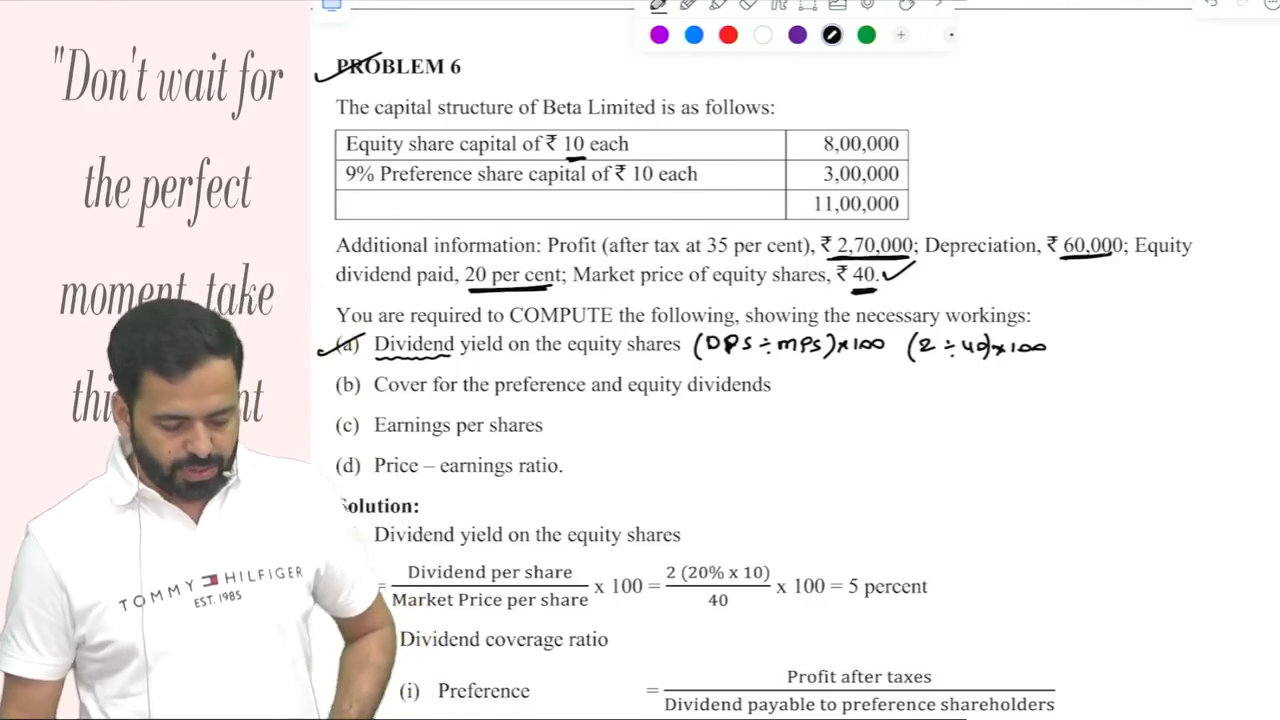 "Don't wait for
the perfect
moment, take
PROBLEM 6
The capital structure of Beta Limited is as follows:
Equity share capital of ₹ 10 each 8,00,000
9% Preference share capital of ₹ 10 each 3,00,000
11,00,000
Additional information: Profit (after tax at 35 per cent), ₹ 2,70,000; Depreciation, ₹ 60,000; Equity
dividend paid, 20 per cent; Market price of equity shares, ₹ 40.
You are required to COMPUTE the following, showing the necessary workings:
(a) Dividend yield on the equity shares (DPS ÷ MPS) × 100 (2 ÷ 40) × 100
(b) Cover for the preference and equity dividends
(c) Earnings per shares
(d) Price – earnings ratio.
Solution:
Dividend yield on the equity shares
= Dividend per share / Market Price per share x 100 = 2 (20% x 10) / 40 x 100 = 5 percent
Dividend coverage ratio
(i) Preference = Profit after taxes / Dividend payable to preference shareholders
TOMMY HILFIGER
EST. 1985